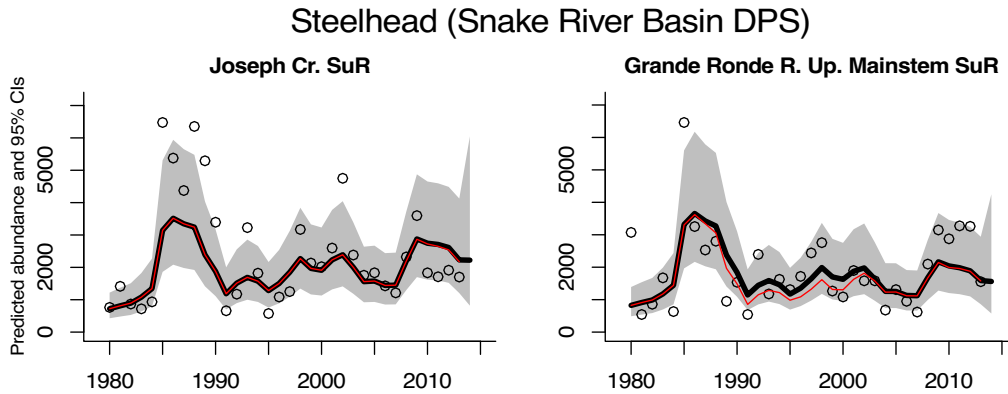 Steelhead (Snake River Basin DPS)
Joseph Cr. SuR
Grande Ronde R. Up. Mainstem SuR
Predicted abundance and 95% CIs
0 2000 5000
1980 1990 2000 2010
0 2000 5000
1980 1990 2000 2010